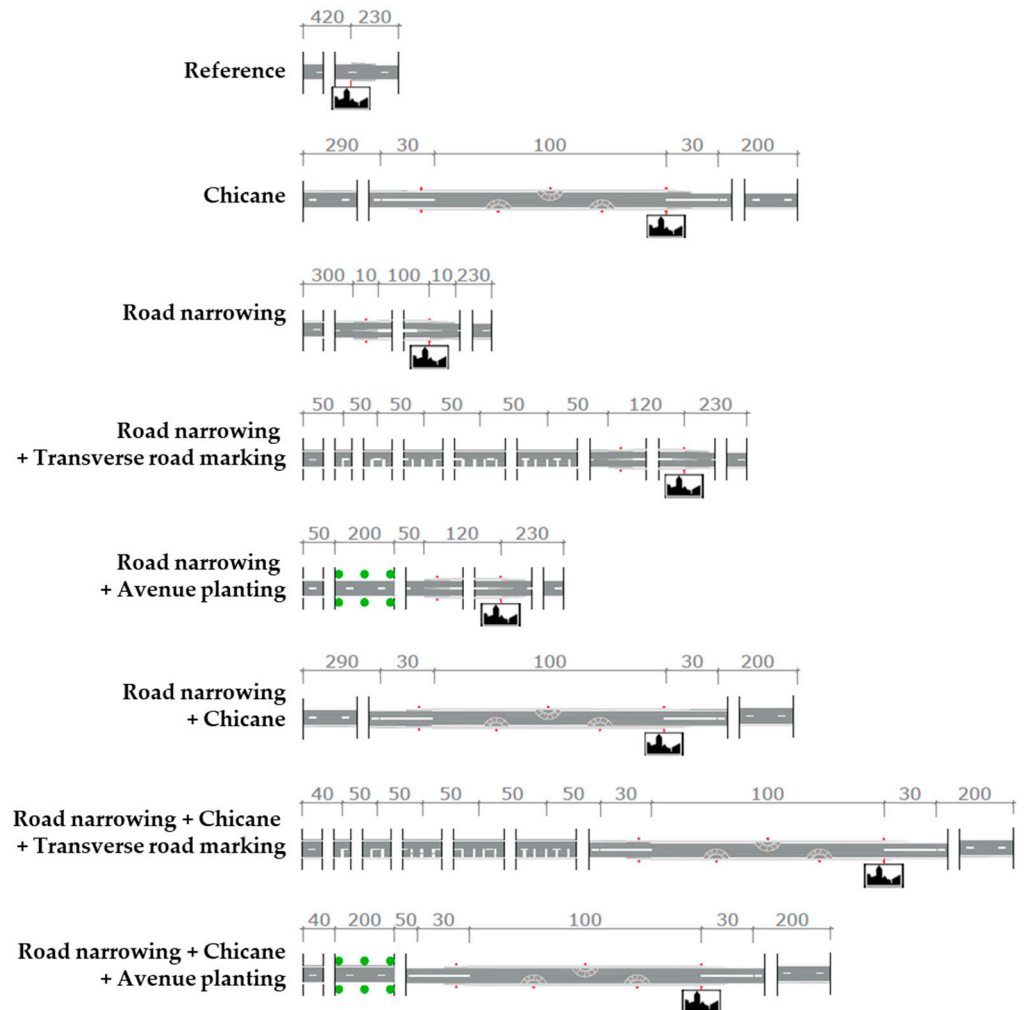 420 230
Reference
290 30 100 30 200
Chicane
300 10 100 10 230
Road narrowing
50 50 50 50 50 50 120 230
Road narrowing
+ Transverse road marking
50 200 50 120 230
Road narrowing
+ Avenue planting
290 30 100 30 200
Road narrowing
+ Chicane
40 50 50 50 50 50 30 100 30 200
Road narrowing + Chicane
+ Transverse road marking
40 200 50 30 100 30 200
Road narrowing + Chicane
+ Avenue planting